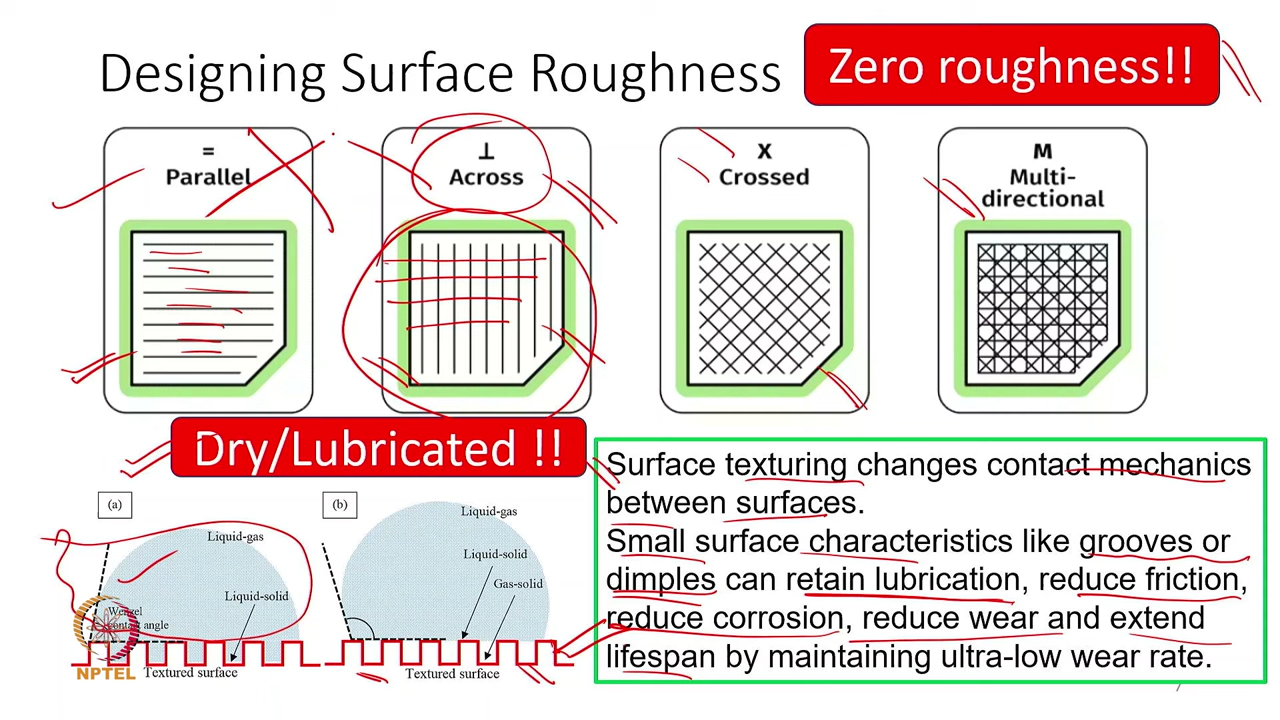 Designing Surface Roughness
Zero roughness!!
=
Parallel
⊥
Across
X
Crossed
M
Multi-
directional
Dry/Lubricated !!
(a)
Liquid-gas
Liquid-solid
Wenzel
contact angle
Textured surface
(b)
Liquid-gas
Liquid-solid
Gas-solid
Textured surface
Surface texturing changes contact mechanics
between surfaces.
Small surface characteristics like grooves or
dimples can retain lubrication, reduce friction,
reduce corrosion, reduce wear and extend
lifespan by maintaining ultra-low wear rate.
NPTEL
7